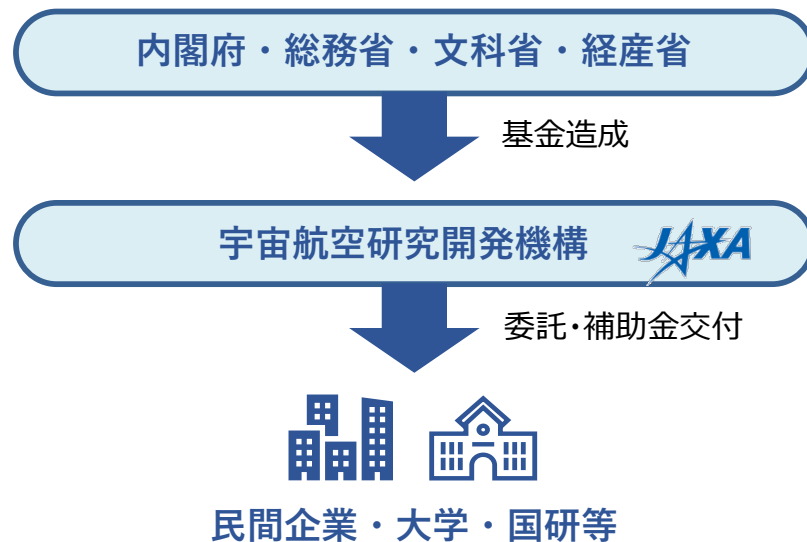 内閣府・総務省・文科省・経産省
基金造成
宇宙航空研究開発機構 JAXA
委託・補助金交付
民間企業・大学・国研等